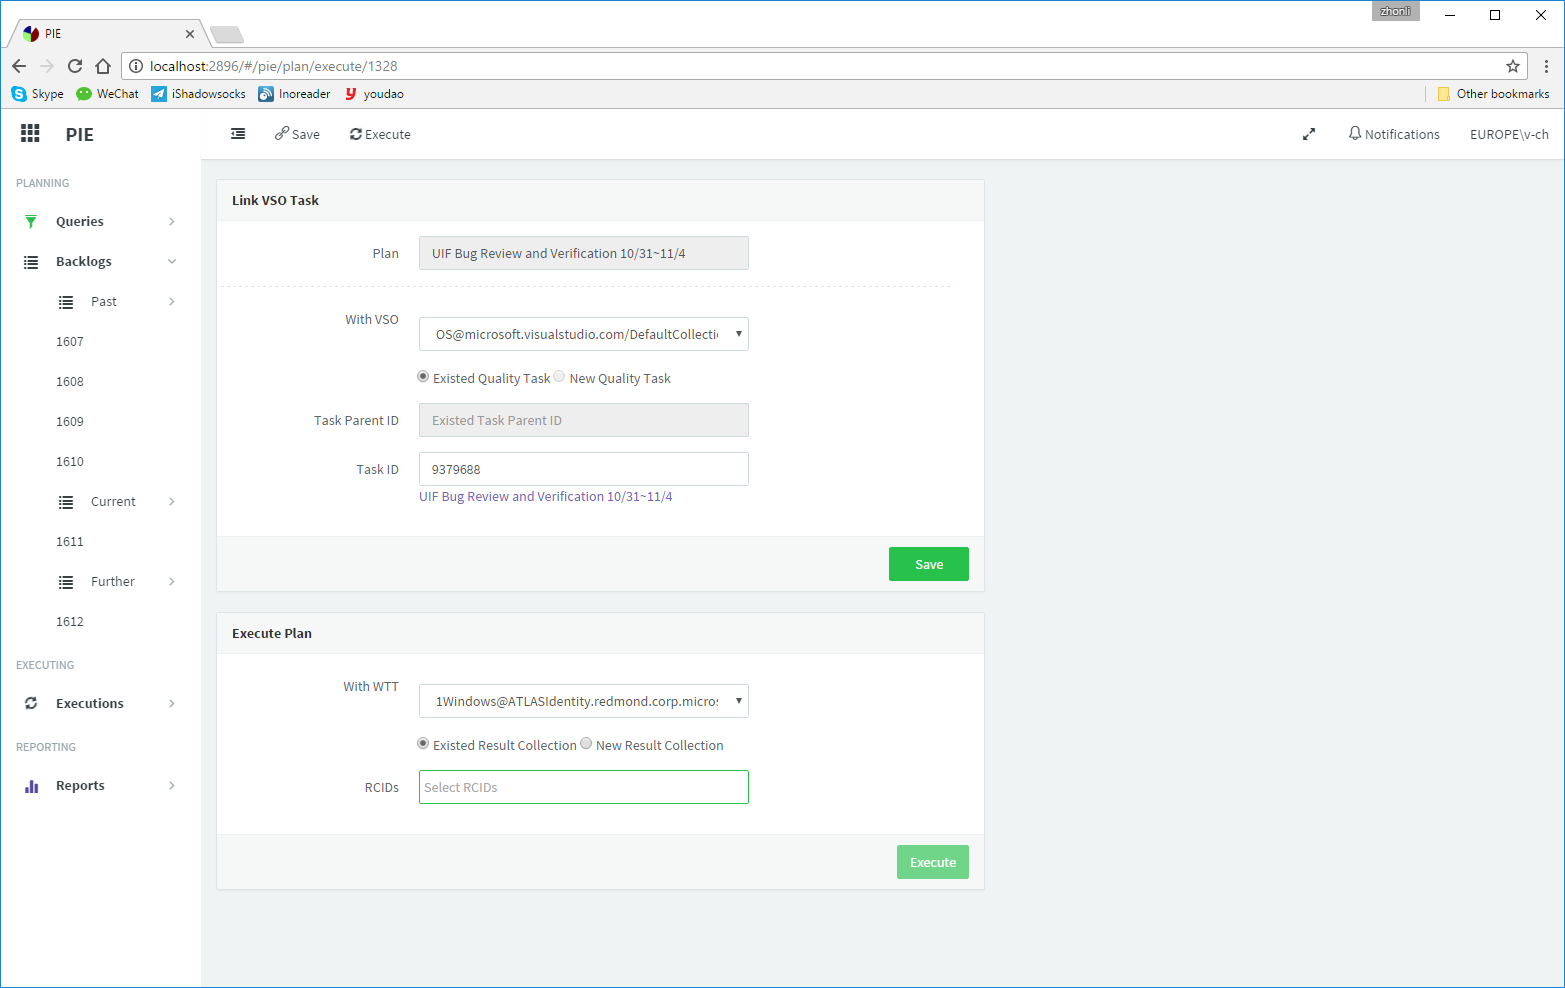 zhonli
PIE
localhost:2896/#/pie/plan/execute/1328
Skype WeChat iShadowsocks Inoreader youdao Other bookmarks
PIE Save Execute Notifications EUROPE\v-ch
PLANNING
Queries
Backlogs
Past
1607
1608
1609
1610
Current
1611
Further
1612
EXECUTING
Executions
REPORTING
Reports
Link VSO Task
Plan UIF Bug Review and Verification 10/31~11/4
With VSO
OS@microsoft.visualstudio.com/DefaultCollecti
Existed Quality Task New Quality Task
Task Parent ID Existed Task Parent ID
Task ID 9379688
UIF Bug Review and Verification 10/31~11/4
Save
Execute Plan
With WTT
1Windows@ATLASIdentity.redmond.corp.micros
Existed Result Collection New Result Collection
RCIDs Select RCIDs
Execute